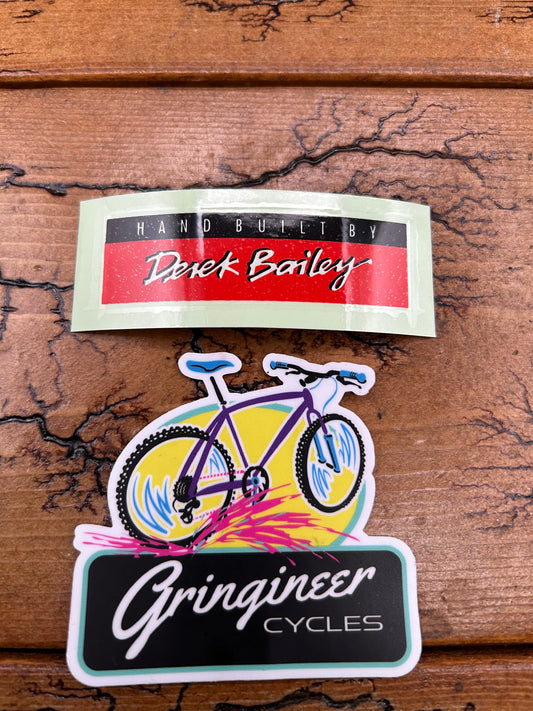 HAND BUILT BY
Derek Bailey
Gringineer
CYCLES